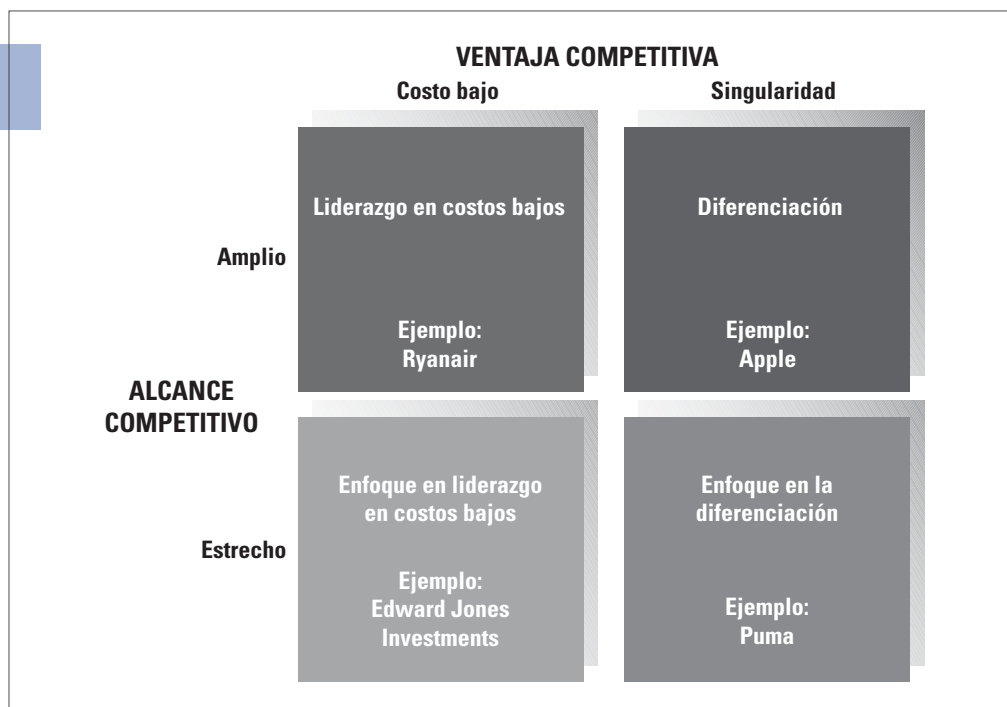 VENTAJA COMPETITIVA
Costo bajo
Singularidad
Amplio
Liderazgo en costos bajos
Ejemplo:
Ryanair
Diferenciación
Ejemplo:
Apple
ALCANCE
COMPETITIVO
Estrecho
Enfoque en liderazgo
en costos bajos
Ejemplo:
Edward Jones
Investments
Enfoque en la
diferenciación
Ejemplo:
Puma